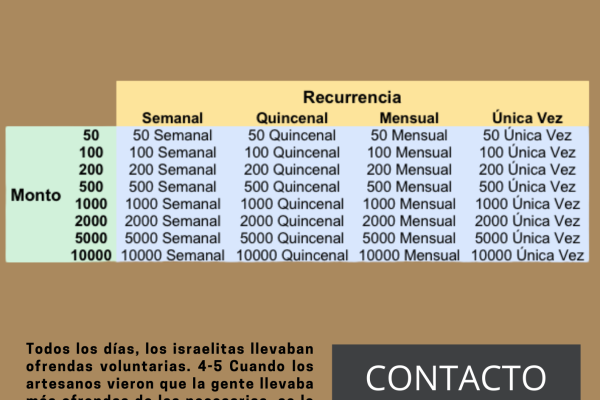 Recurrencia
Semanal Quincenal Mensual Única Vez
50 50 Semanal 50 Quincenal 50 Mensual 50 Única Vez
100 100 Semanal 100 Quincenal 100 Mensual 100 Única Vez
200 200 Semanal 200 Quincenal 200 Mensual 200 Única Vez
500 500 Semanal 500 Quincenal 500 Mensual 500 Única Vez
Monto
1000 1000 Semanal 1000 Quincenal 1000 Mensual 1000 Única Vez
2000 2000 Semanal 2000 Quincenal 2000 Mensual 2000 Única Vez
5000 5000 Semanal 5000 Quincenal 5000 Mensual 5000 Única Vez
10000 10000 Semanal 10000 Quincenal 10000 Mensual 10000 Única Vez
Todos los días, los israelitas llevaban
ofrendas voluntarias. 4-5 Cuando los
artesanos vieron que la gente llevaba
CONTACTO